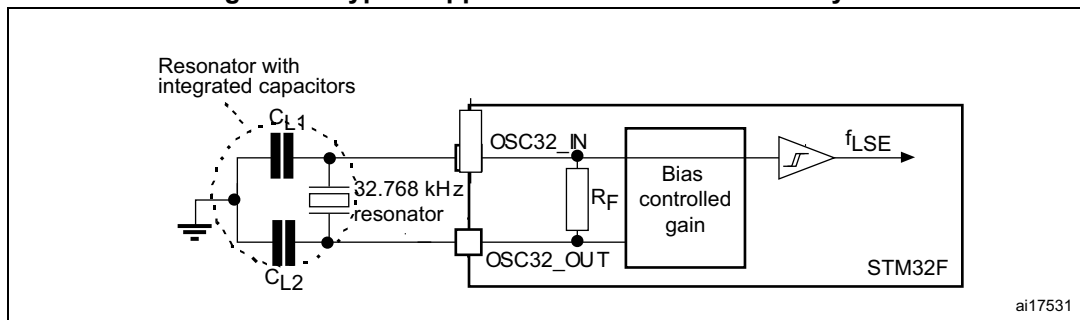 Resonator with
integrated capacitors
CL1
32.768 kHz
resonator
CL2
OSC32_IN
RF
OSC32_OUT
Bias
controlled
gain
fLSE
STM32F
ai17531